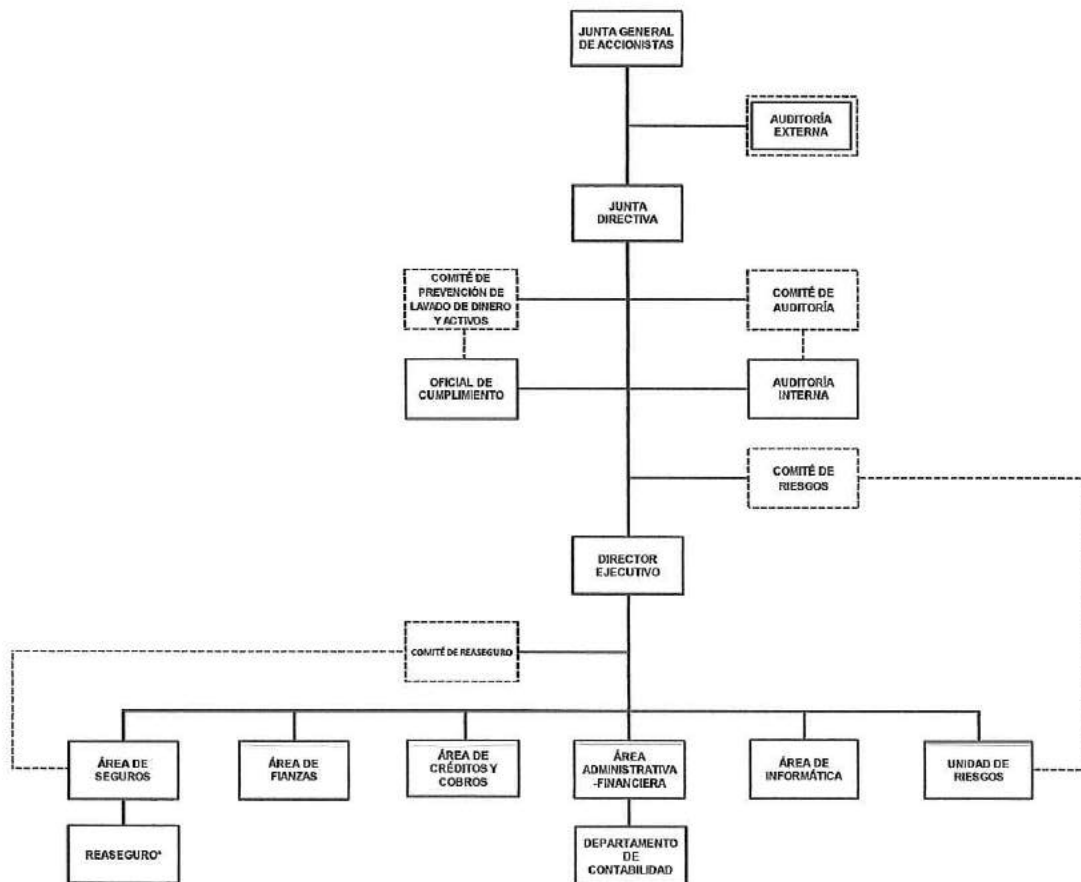 JUNTA GENERAL
DE ACCIONISTAS
AUDITORÍA
EXTERNA
JUNTA
DIRECTIVA
COMITÉ DE
PREVENCIÓN DE
LAVADO DE DINERO
Y ACTIVOS
COMITÉ DE
AUDITORÍA
OFICIAL DE
CUMPLIMIENTO
AUDITORÍA
INTERNA
COMITÉ DE
RIESGOS
DIRECTOR
EJECUTIVO
COMITÉ DE REASEGURO
ÁREA DE
SEGUROS
ÁREA DE
FIANZAS
ÁREA DE
CRÉDITOS Y
COBROS
ÁREA
ADMINISTRATIVA
-FINANCIERA
ÁREA DE
INFORMÁTICA
UNIDAD DE
RIESGOS
REASEGURO*
DEPARTAMENTO
DE
CONTABILIDAD